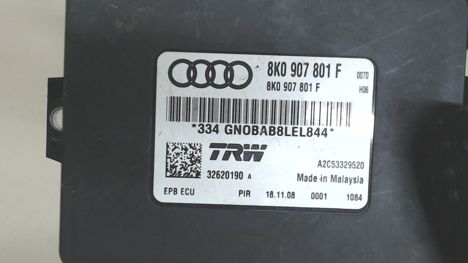 8K0 907 801 F 0070
8K0 907 801 F H06
*334 GNOBAB8LEL844*
TRW
A2C53329520
32620190 A Made in Malaysia
EPB ECU PIR 18.11.08 0001 1084